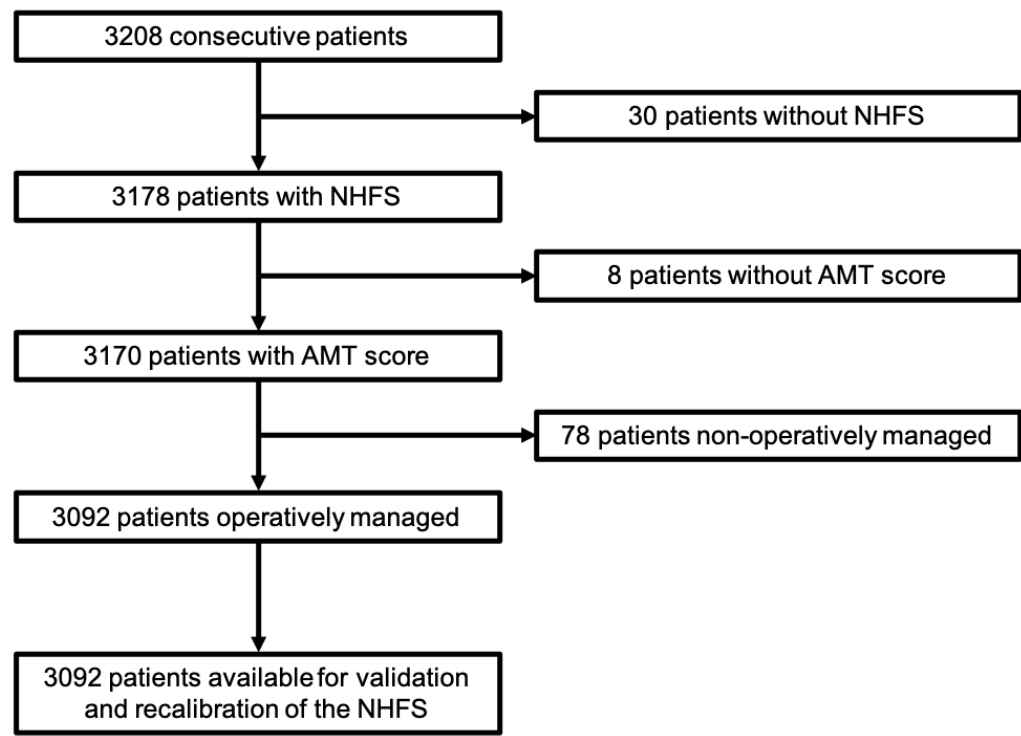 3208 consecutive patients
30 patients without NHFS
3178 patients with NHFS
8 patients without AMT score
3170 patients with AMT score
78 patients non-operatively managed
3092 patients operatively managed
3092 patients available for validation
and recalibration of the NHFS